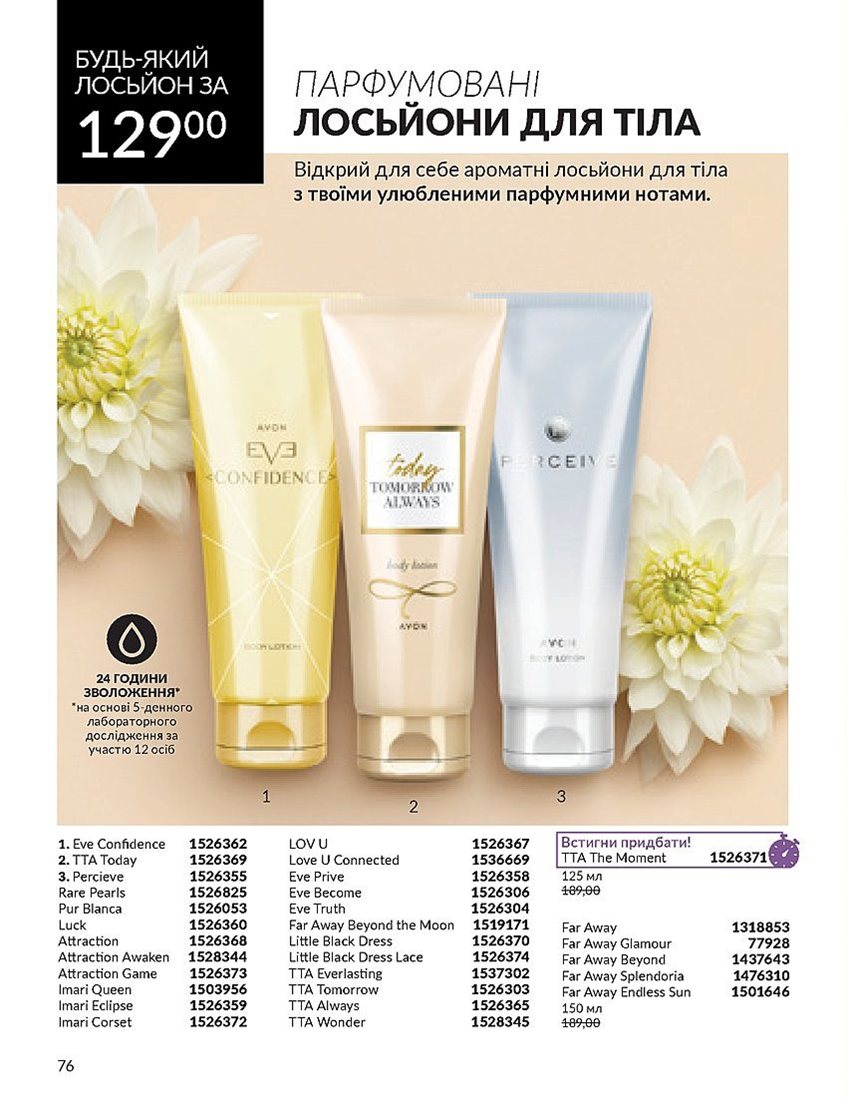 БУДЬ-ЯКИЙ
ЛОСЬЙОН ЗА
129⁰⁰
ПАРФУМОВАНІ
ЛОСЬЙОНИ ДЛЯ ТІЛА
Відкрий для себе ароматні лосьйони для тіла
з твоїми улюбленими парфумними нотами.
AVON
EVE
<CONFIDENCE>
BODY LOTION
today
TOMORROW
ALWAYS
body lotion
AVON
PERCEIVE
AVON
BODY LOTION
24 ГОДИНИ
ЗВОЛОЖЕННЯ*
*на основі 5-денного
лабораторного
дослідження за
участю 12 осіб
1
2
3
1. Eve Confidence 1526362
2. TTA Today 1526369
3. Percieve 1526355
Rare Pearls 1526825
Pur Blanca 1526053
Luck 1526360
Attraction 1526368
Attraction Awaken 1528344
Attraction Game 1526373
Imari Queen 1503956
Imari Eclipse 1526359
Imari Corset 1526372
LOV U 1526367
Love U Connected 1536669
Eve Prive 1526358
Eve Become 1526306
Eve Truth 1526304
Far Away Beyond the Moon 1519171
Little Black Dress 1526370
Little Black Dress Lace 1526374
TTA Everlasting 1537302
TTA Tomorrow 1526303
TTA Always 1526365
TTA Wonder 1528345
Встигни придбати!
TTA The Moment 1526371
125 мл
189,00
Far Away 1318853
Far Away Glamour 77928
Far Away Beyond 1437643
Far Away Splendoria 1476310
Far Away Endless Sun 1501646
150 мл
189,00
76